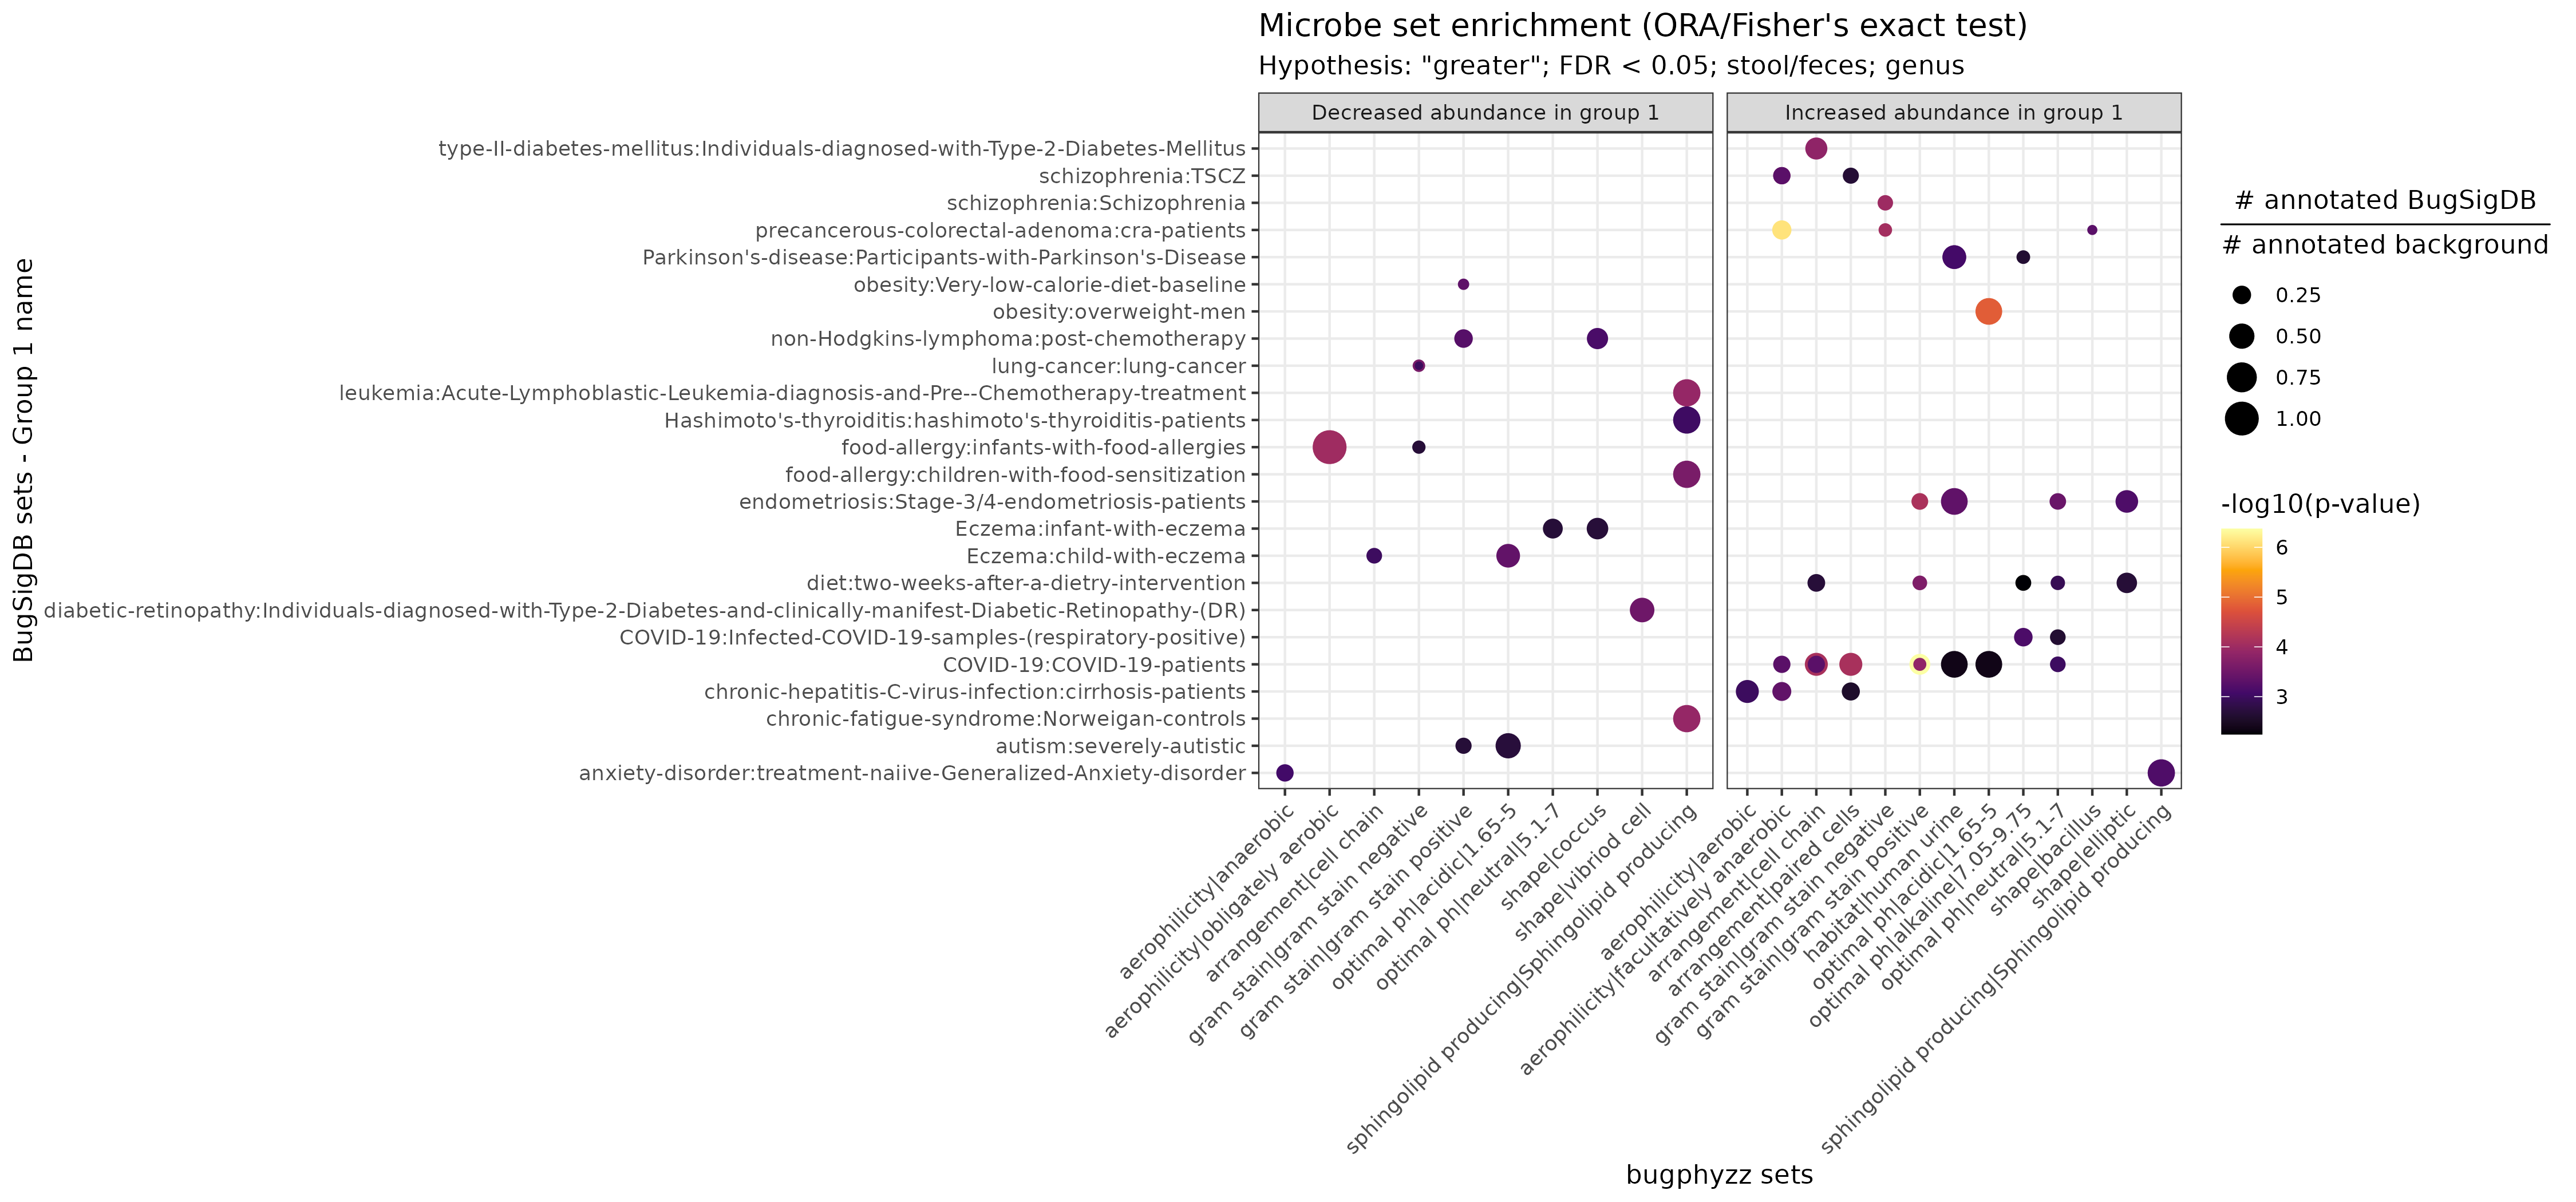 Microbe set enrichment (ORA/Fisher's exact test)
Hypothesis: "greater"; FDR < 0.05; stool/feces; genus
Decreased abundance in group 1
Increased abundance in group 1
BugSigDB sets - Group 1 name
type-II-diabetes-mellitus:Individuals-diagnosed-with-Type-2-Diabetes-Mellitus
schizophrenia:TSCZ
schizophrenia:Schizophrenia
precancerous-colorectal-adenoma:cra-patients
Parkinson's-disease:Participants-with-Parkinson's-Disease
obesity:Very-low-calorie-diet-baseline
obesity:overweight-men
non-Hodgkins-lymphoma:post-chemotherapy
lung-cancer:lung-cancer
leukemia:Acute-Lymphoblastic-Leukemia-diagnosis-and-Pre--Chemotherapy-treatment
Hashimoto's-thyroiditis:hashimoto's-thyroiditis-patients
food-allergy:infants-with-food-allergies
food-allergy:children-with-food-sensitization
endometriosis:Stage-3/4-endometriosis-patients
Eczema:infant-with-eczema
Eczema:child-with-eczema
diet:two-weeks-after-a-dietry-intervention
diabetic-retinopathy:Individuals-diagnosed-with-Type-2-Diabetes-and-clinically-manifest-Diabetic-Retinopathy-(DR)
COVID-19:Infected-COVID-19-samples-(respiratory-positive)
COVID-19:COVID-19-patients
chronic-hepatitis-C-virus-infection:cirrhosis-patients
chronic-fatigue-syndrome:Norweigan-controls
autism:severely-autistic
anxiety-disorder:treatment-naiive-Generalized-Anxiety-disorder
aerophilicity|anaerobic
aerophilicity|obligately aerobic
arrangement|cell chain
gram stain|gram stain negative
gram stain|gram stain positive
optimal ph|acidic|1.65-5
optimal ph|neutral|5.1-7
shape|coccus
shape|vibriod cell
sphingolipid producing|Sphingolipid producing
aerophilicity|aerobic
aerophilicity|facultatively anaerobic
arrangement|cell chain
arrangement|paired cells
gram stain|gram stain negative
gram stain|gram stain positive
habitat|human urine
optimal ph|acidic|1.65-5
optimal ph|alkaline|7.05-9.75
optimal ph|neutral|5.1-7
shape|bacillus
shape|elliptic
sphingolipid producing|Sphingolipid producing
bugphyzz sets
# annotated BugSigDB
# annotated background
0.25
0.50
0.75
1.00
-log10(p-value)
6
5
4
3